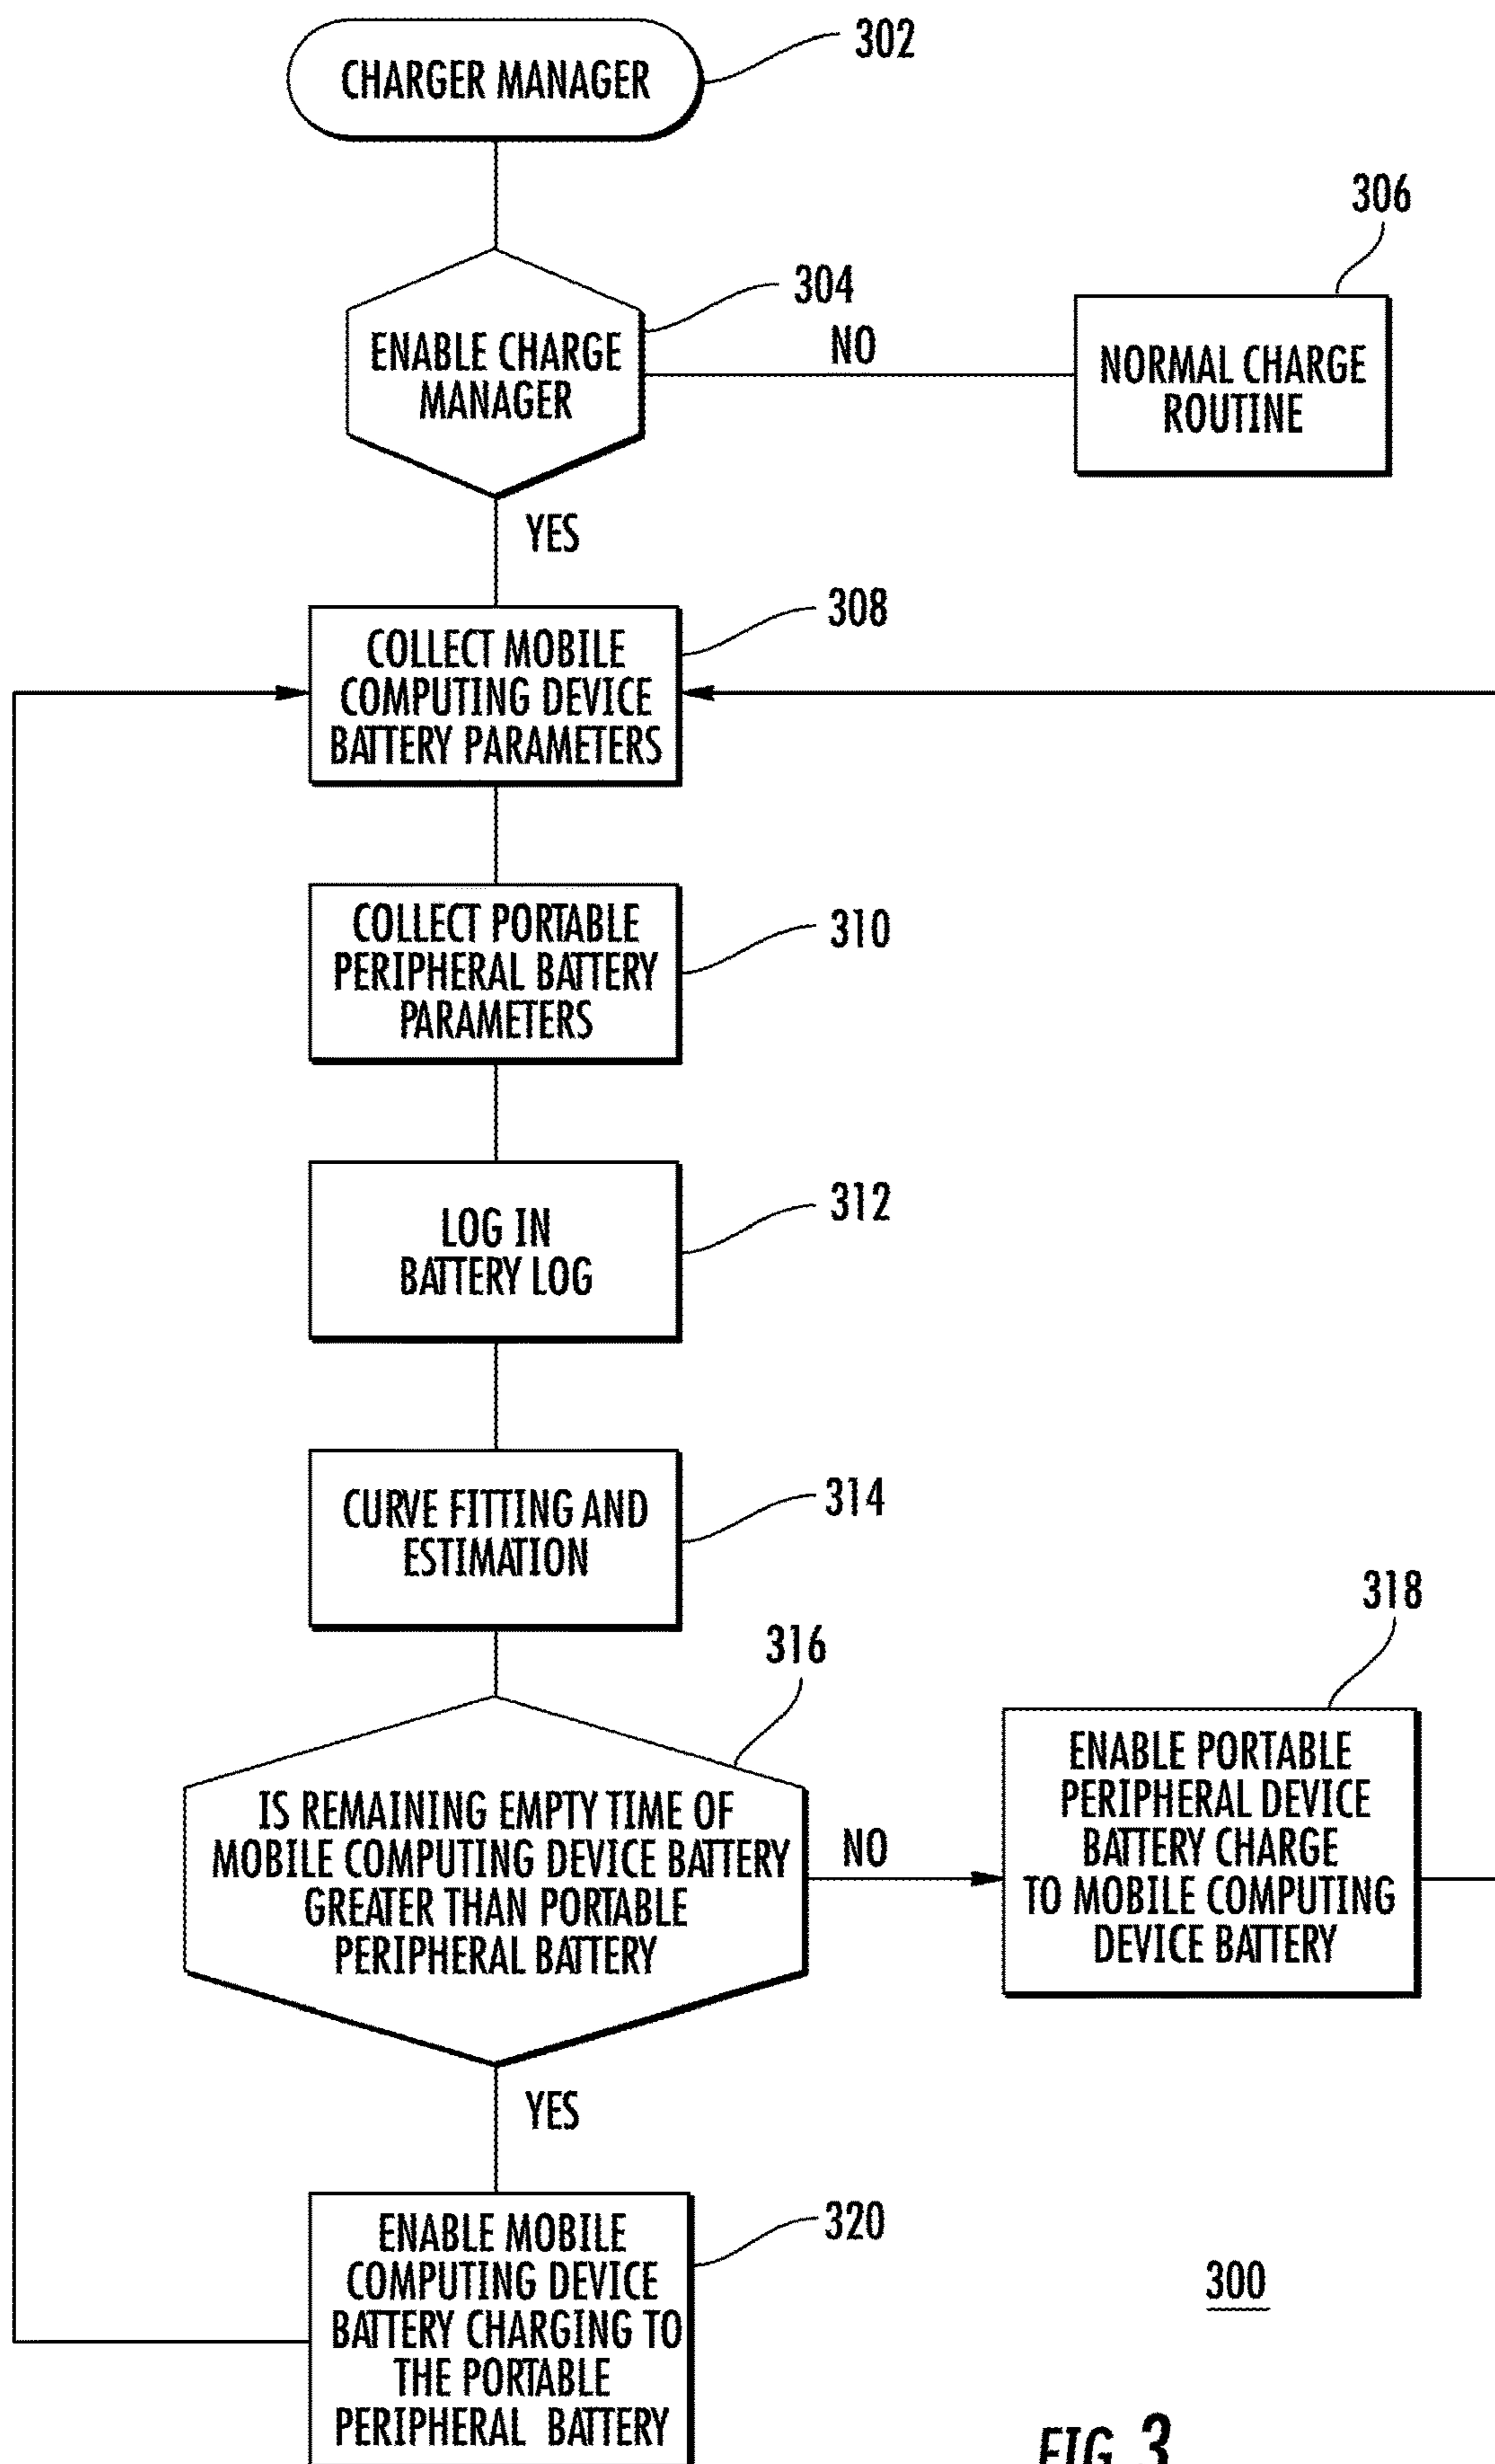 CHARGER MANAGER
302
306
304
ENABLE CHARGE
MANAGER
NO
NORMAL CHARGE
ROUTINE
YES
308
COLLECT MOBILE
COMPUTING DEVICE
BATTERY PARAMETERS
COLLECT PORTABLE
PERIPHERAL BATTERY
PARAMETERS
310
LOG IN
BATTERY LOG
312
CURVE FITTING AND
ESTIMATION
314
316
318
IS REMAINING EMPTY TIME OF
MOBILE COMPUTING DEVICE BATTERY
GREATER THAN PORTABLE
PERIPHERAL BATTERY
NO
ENABLE PORTABLE
PERIPHERAL DEVICE
BATTERY CHARGE
TO MOBILE COMPUTING
DEVICE BATTERY
YES
320
ENABLE MOBILE
COMPUTING DEVICE
BATTERY CHARGING TO
THE PORTABLE
PERIPHERAL BATTERY
300
FIG. 3